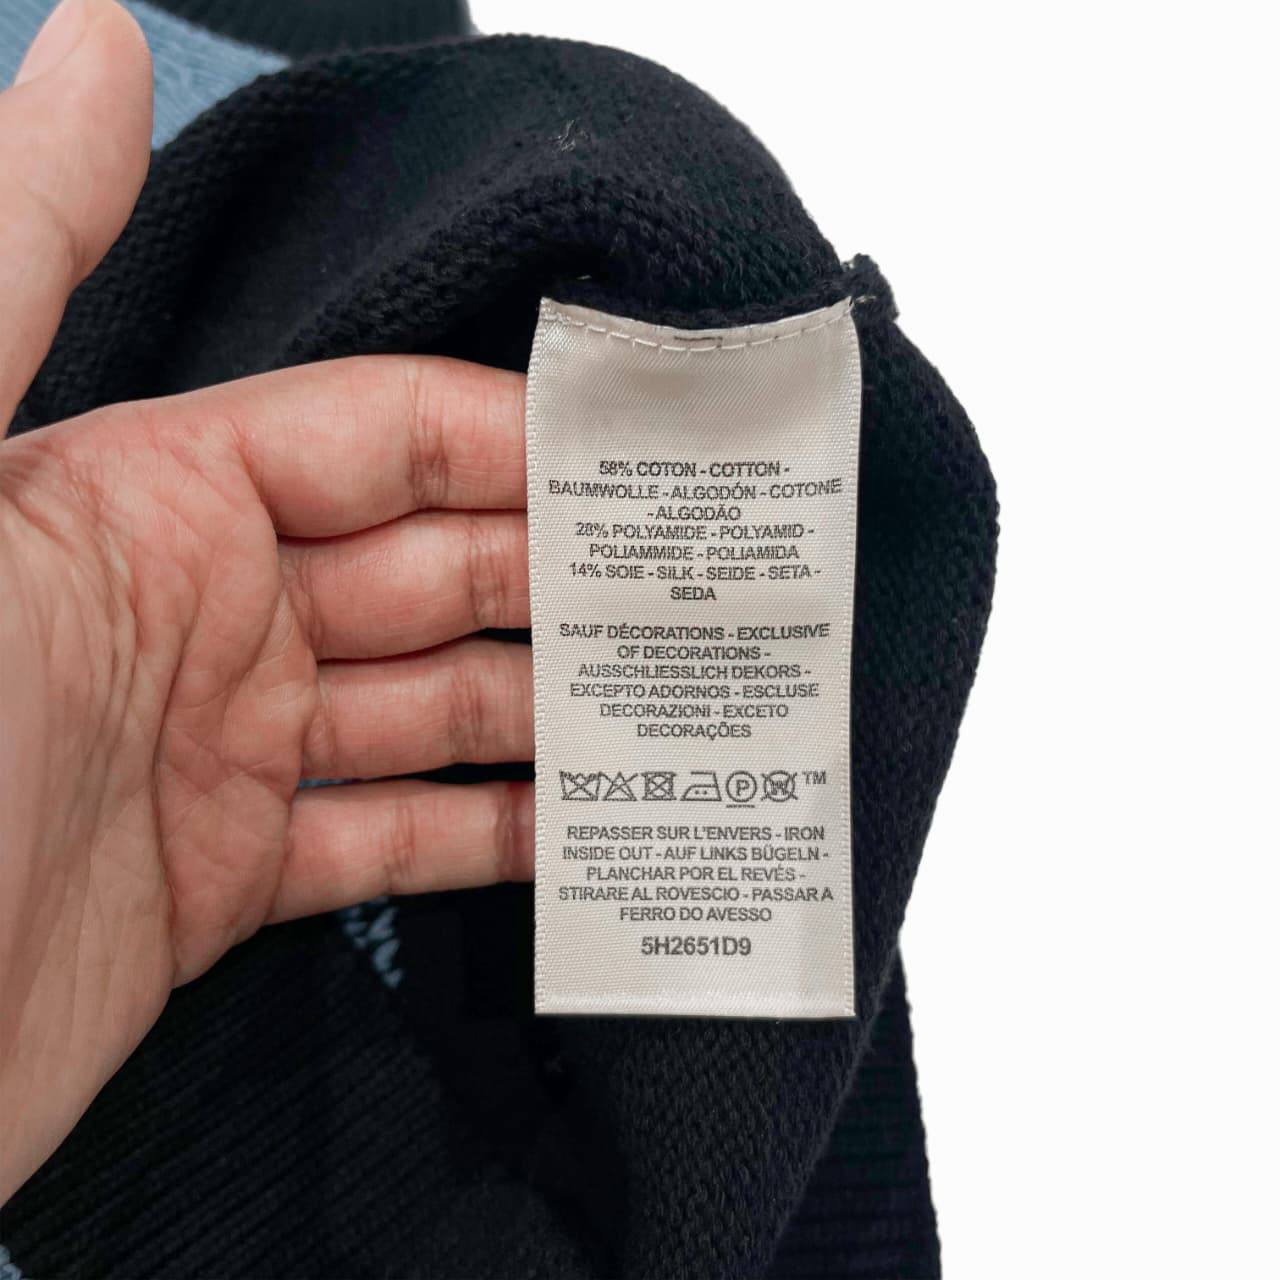 58% COTON - COTTON -
BAUMWOLLE - ALGODÓN - COTONE
- ALGODÃO
28% POLYAMIDE - POLYAMID -
POLIAMMIDE - POLIAMIDA
14% SOIE - SILK - SEIDE - SETA -
SEDA
SAUF DÉCORATIONS - EXCLUSIVE
OF DECORATIONS -
AUSSCHLIESSLICH DEKORS -
EXCEPTO ADORNOS - ESCLUSE
DECORAZIONI - EXCETO
DECORAÇÕES
P W TM
REPASSER SUR L'ENVERS - IRON
INSIDE OUT - AUF LINKS BÜGELN -
PLANCHAR POR EL REVÉS -
STIRARE AL ROVESCIO - PASSAR A
FERRO DO AVESSO
5H2651D9